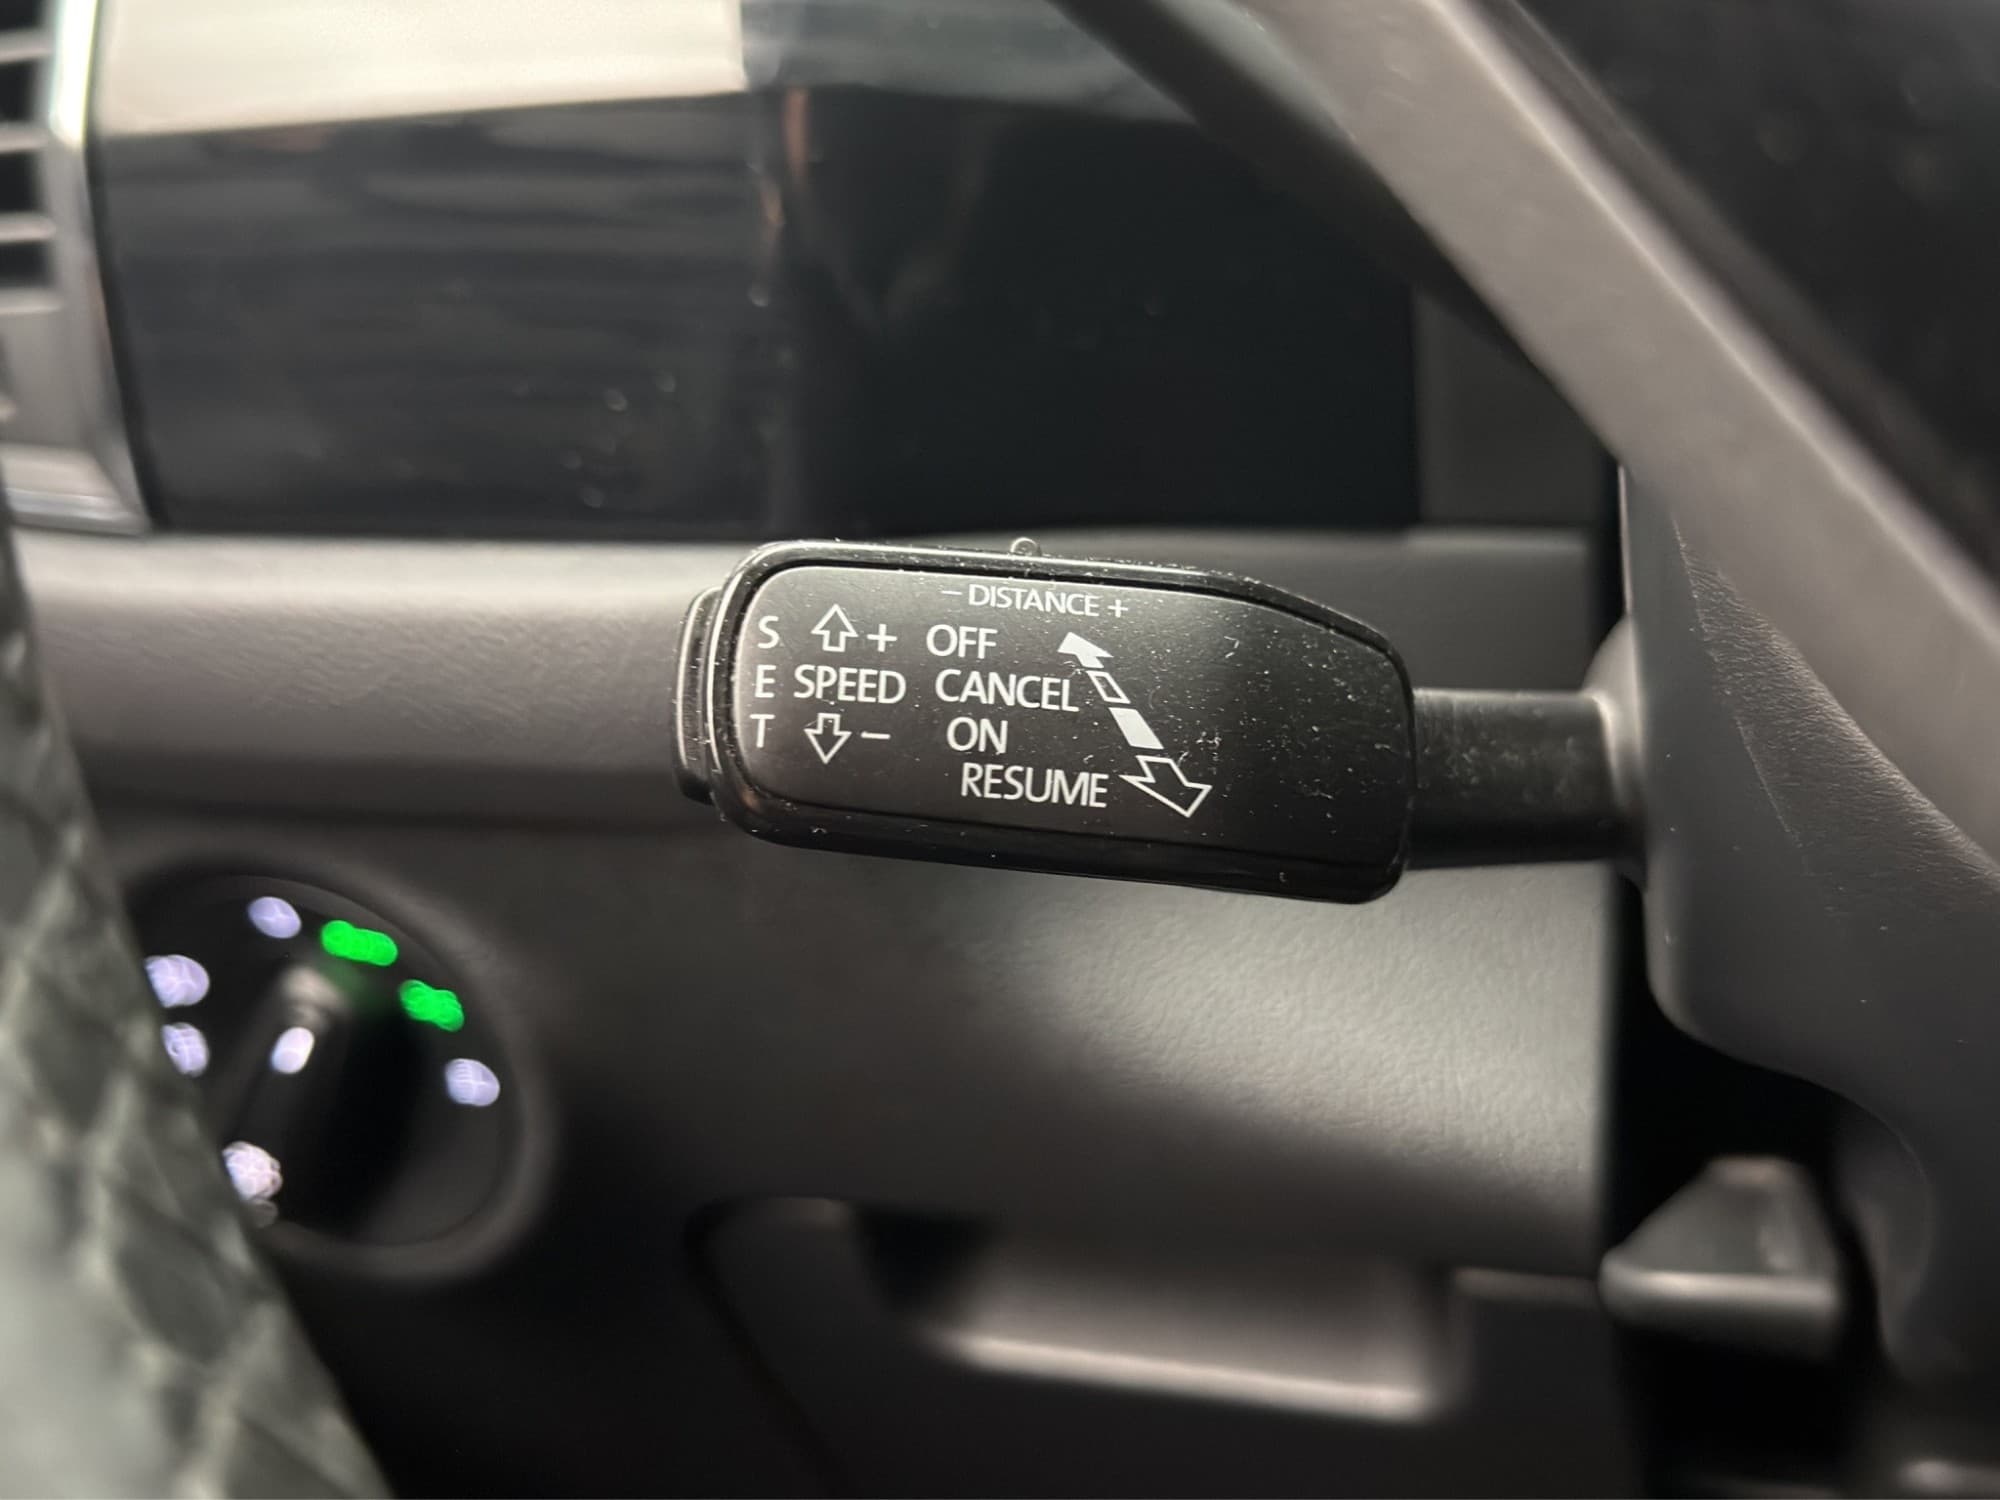 - DISTANCE +
S + OFF
E SPEED CANCEL
T - ON
RESUME